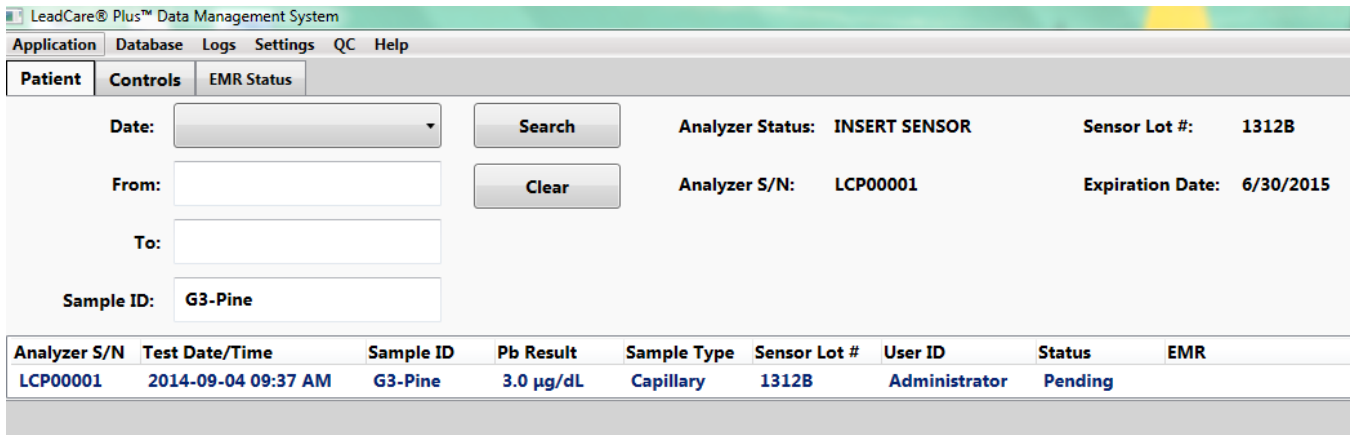 LeadCare® Plus™ Data Management System
Application Database Logs Settings QC Help
Patient Controls EMR Status
Date: Search Analyzer Status: INSERT SENSOR Sensor Lot #: 1312B
From: Clear Analyzer S/N: LCP00001 Expiration Date: 6/30/2015
To:
Sample ID: G3-Pine
Analyzer S/N Test Date/Time Sample ID Pb Result Sample Type Sensor Lot # User ID Status EMR
LCP00001 2014-09-04 09:37 AM G3-Pine 3.0 µg/dL Capillary 1312B Administrator Pending